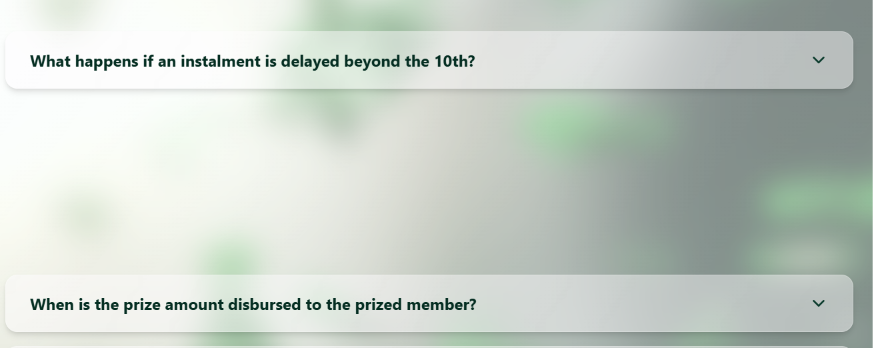 What happens if an instalment is delayed beyond the 10th?
When is the prize amount disbursed to the prized member?